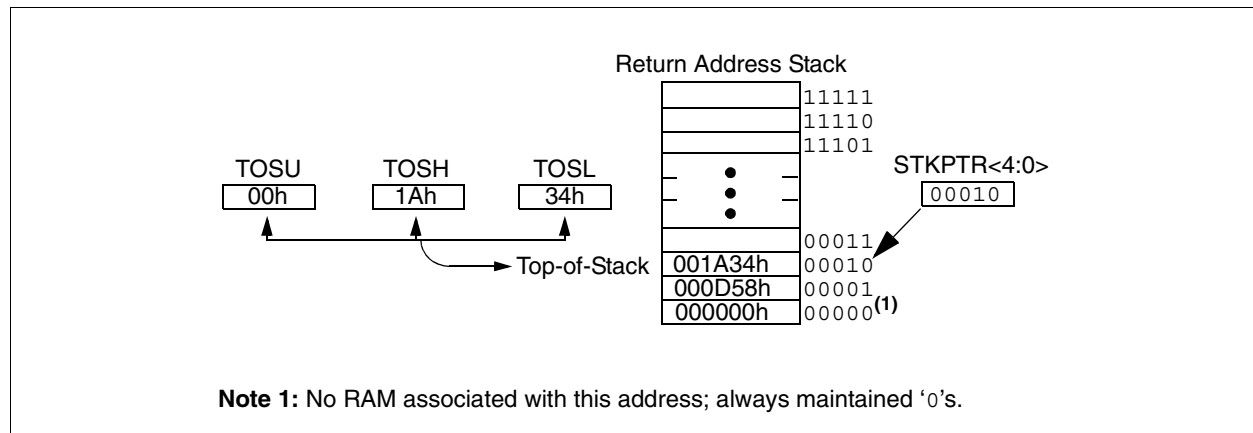 Return Address Stack
11111
11110
11101
TOSU TOSH TOSL
00h 1Ah 34h
STKPTR<4:0>
00010
00011
Top-of-Stack 001A34h 00010
000D58h 00001
000000h 00000(1)
Note 1: No RAM associated with this address; always maintained ‘0’s.